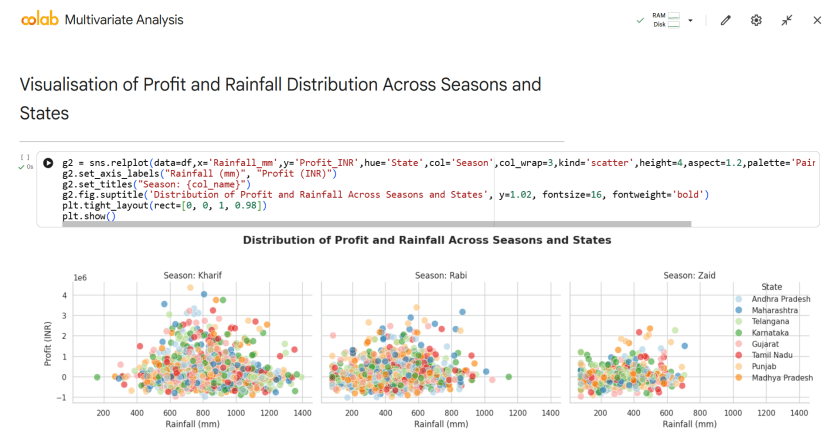 colab Multivariate Analysis
RAM
Disk
Visualisation of Profit and Rainfall Distribution Across Seasons and
States
[ ]
0s
g2 = sns.relplot(data=df,x='Rainfall_mm',y='Profit_INR',hue='State',col='Season',col_wrap=3,kind='scatter',height=4,aspect=1.2,palette='Pair
g2.set_axis_labels("Rainfall (mm)", "Profit (INR)")
g2.set_titles("Season: {col_name}")
g2.fig.suptitle('Distribution of Profit and Rainfall Across Seasons and States', y=1.02, fontsize=16, fontweight='bold')
plt.tight_layout(rect=[0, 0, 1, 0.98])
plt.show()
Distribution of Profit and Rainfall Across Seasons and States
1e6
Season: Kharif
Season: Rabi
Season: Zaid
State
Andhra Pradesh
Maharashtra
Telangana
Karnataka
Gujarat
Tamil Nadu
Punjab
Madhya Pradesh
Profit (INR)
4
3
2
1
0
−1
200 400 600 800 1000 1200 1400
200 400 600 800 1000 1200 1400
200 400 600 800 1000 1200 1400
Rainfall (mm)
Rainfall (mm)
Rainfall (mm)